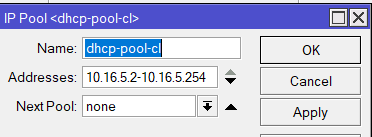 IP Pool <dhcp-pool-cl>
Name: dhcp-pool-cl
OK
Addresses: 10.16.5.2-10.16.5.254
Cancel
Next Pool: none
Apply